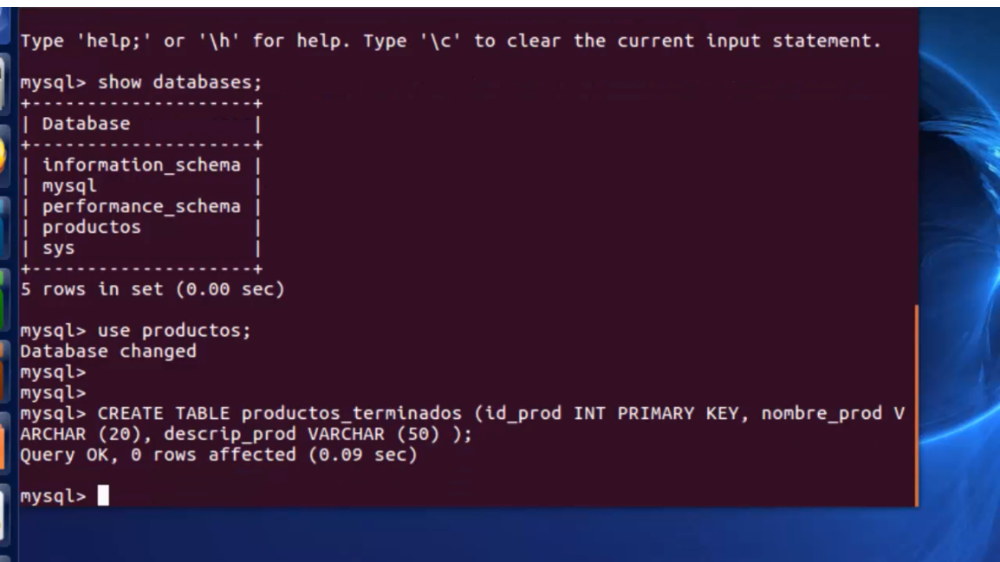 Type 'help;' or '\h' for help. Type '\c' to clear the current input statement.
mysql> show databases;
+--------------------+
| Database           |
+--------------------+
| information_schema |
| mysql              |
| performance_schema |
| productos          |
| sys                |
+--------------------+
5 rows in set (0.00 sec)
mysql> use productos;
Database changed
mysql>
mysql>
mysql> CREATE TABLE productos_terminados (id_prod INT PRIMARY KEY, nombre_prod V
ARCHAR (20), descrip_prod VARCHAR (50) );
Query OK, 0 rows affected (0.09 sec)
mysql>